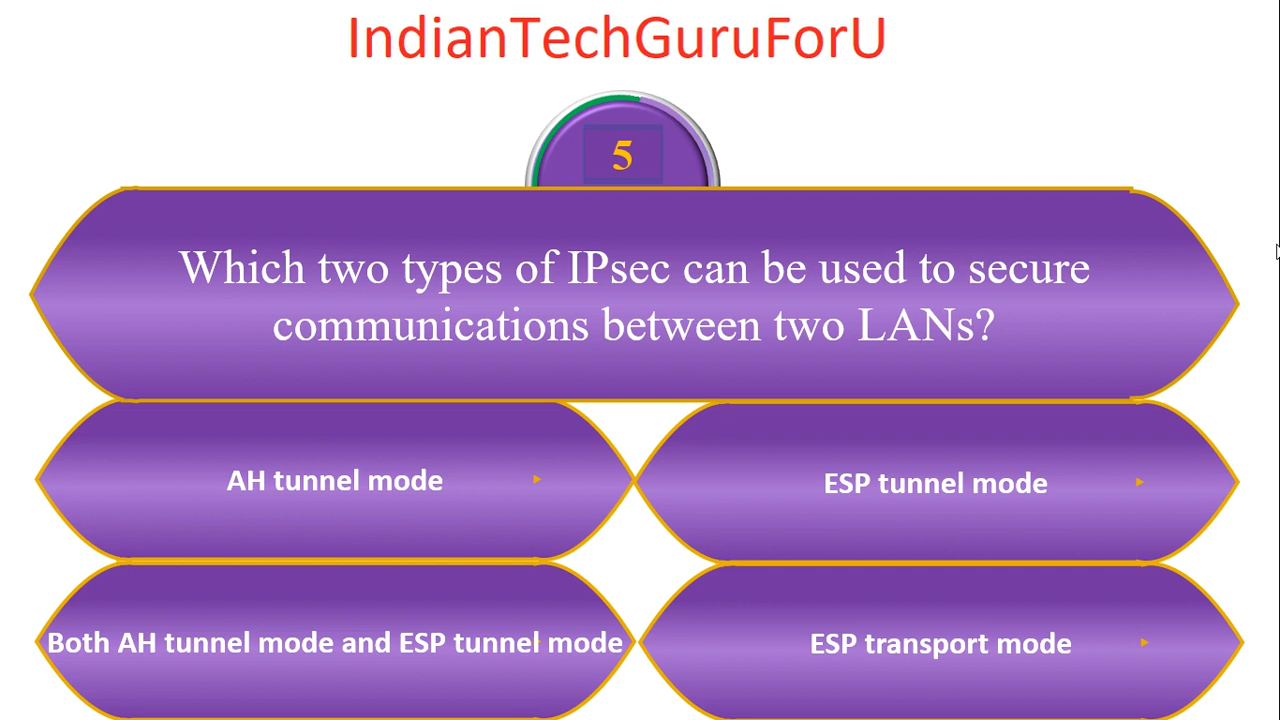 IndianTechGuruForU
5
Which two types of IPsec can be used to secure
communications between two LANs?
AH tunnel mode
ESP tunnel mode
Both AH tunnel mode and ESP tunnel mode
ESP transport mode